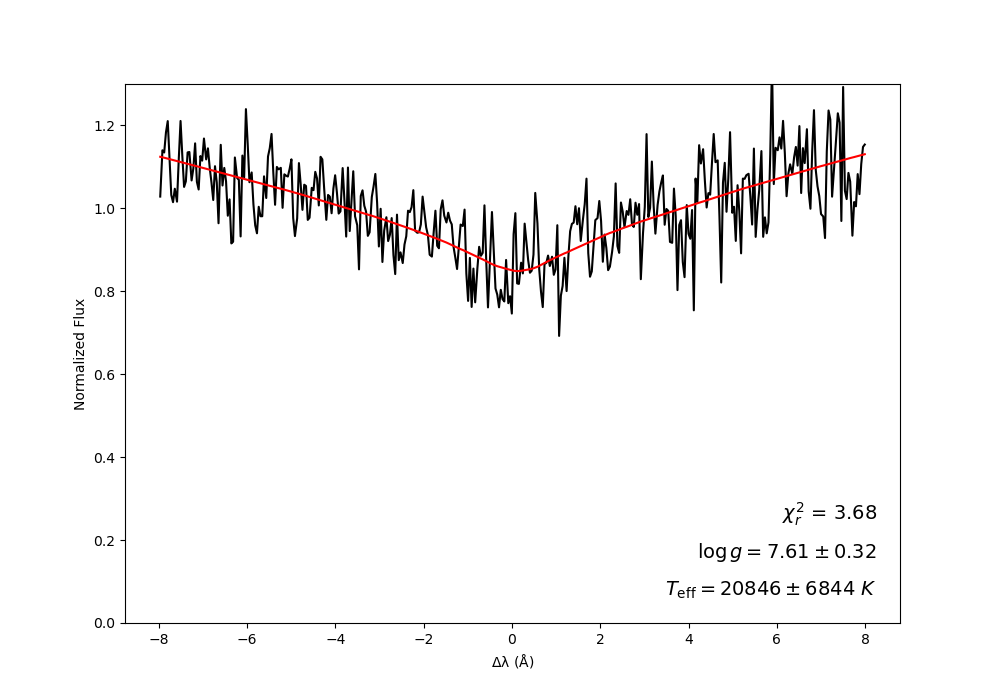 1.2
1.0
0.8
0.6
0.4
0.2
0.0
Normalized Flux
χ²ᵣ = 3.68
log g = 7.61 ± 0.32
T_eff = 20846 ± 6844 K
−8 −6 −4 −2 0 2 4 6 8
Δλ (Å)